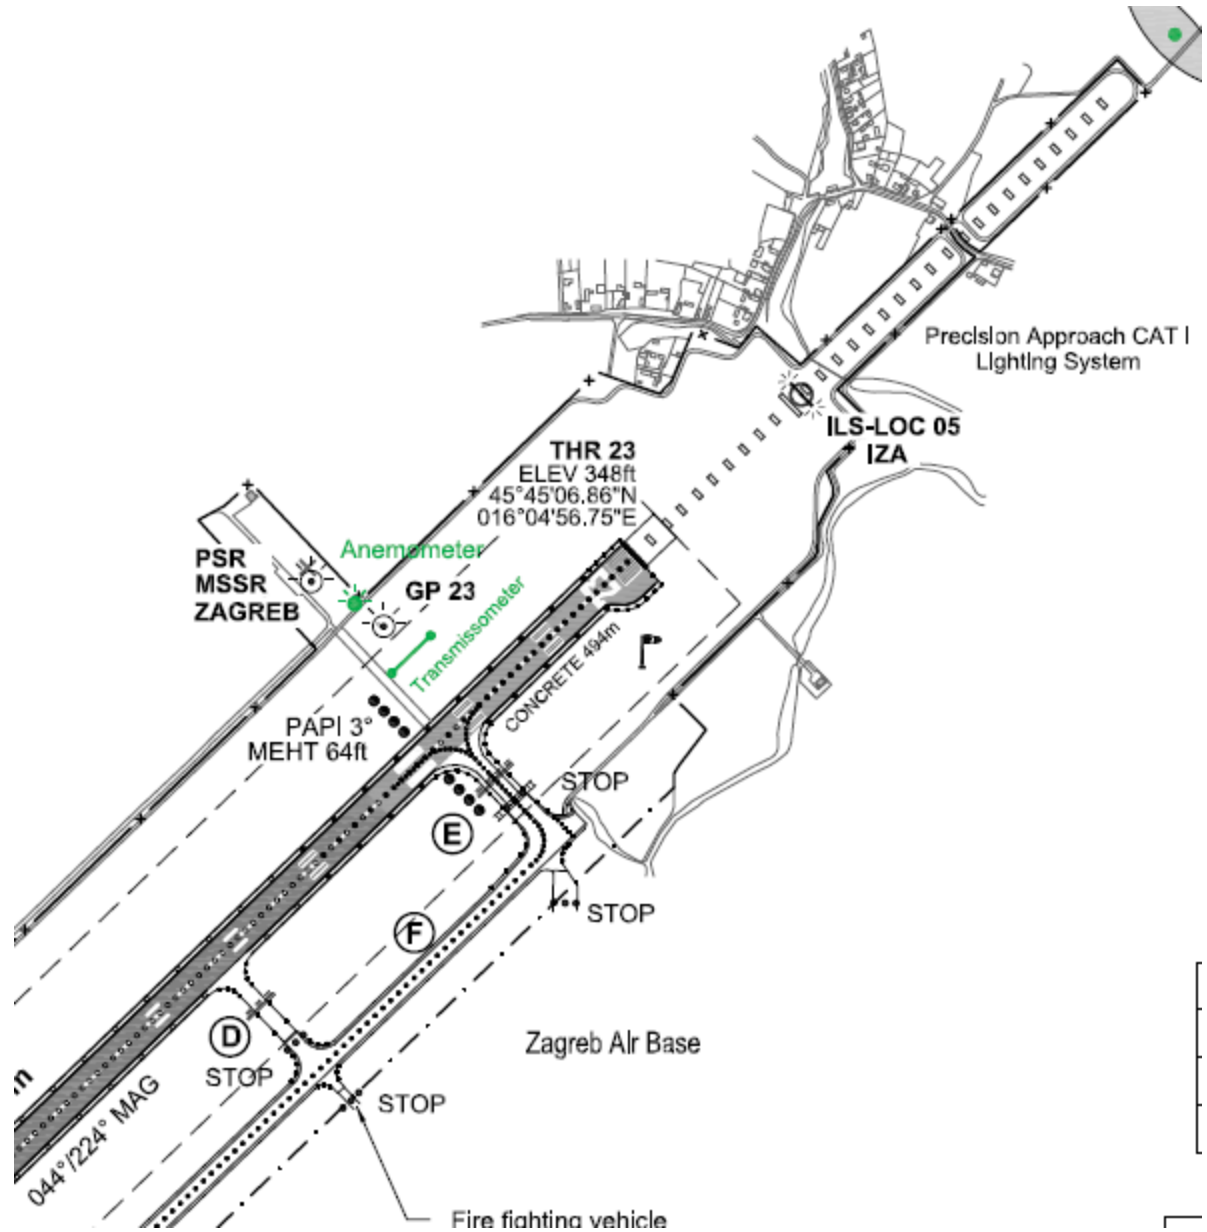 Precision Approach CAT I
Lighting System
ILS-LOC 05
IZA
THR 23
ELEV 348ft
45°45'06.86"N
016°04'56.75"E
Anemometer
PSR
MSSR
ZAGREB
GP 23
Transmissometer
CONCRETE 494m
PAPI 3°
MEHT 64ft
STOP
E
STOP
F
D
STOP
Zagreb Air Base
STOP
044°/224° MAG
Fire fighting vehicle